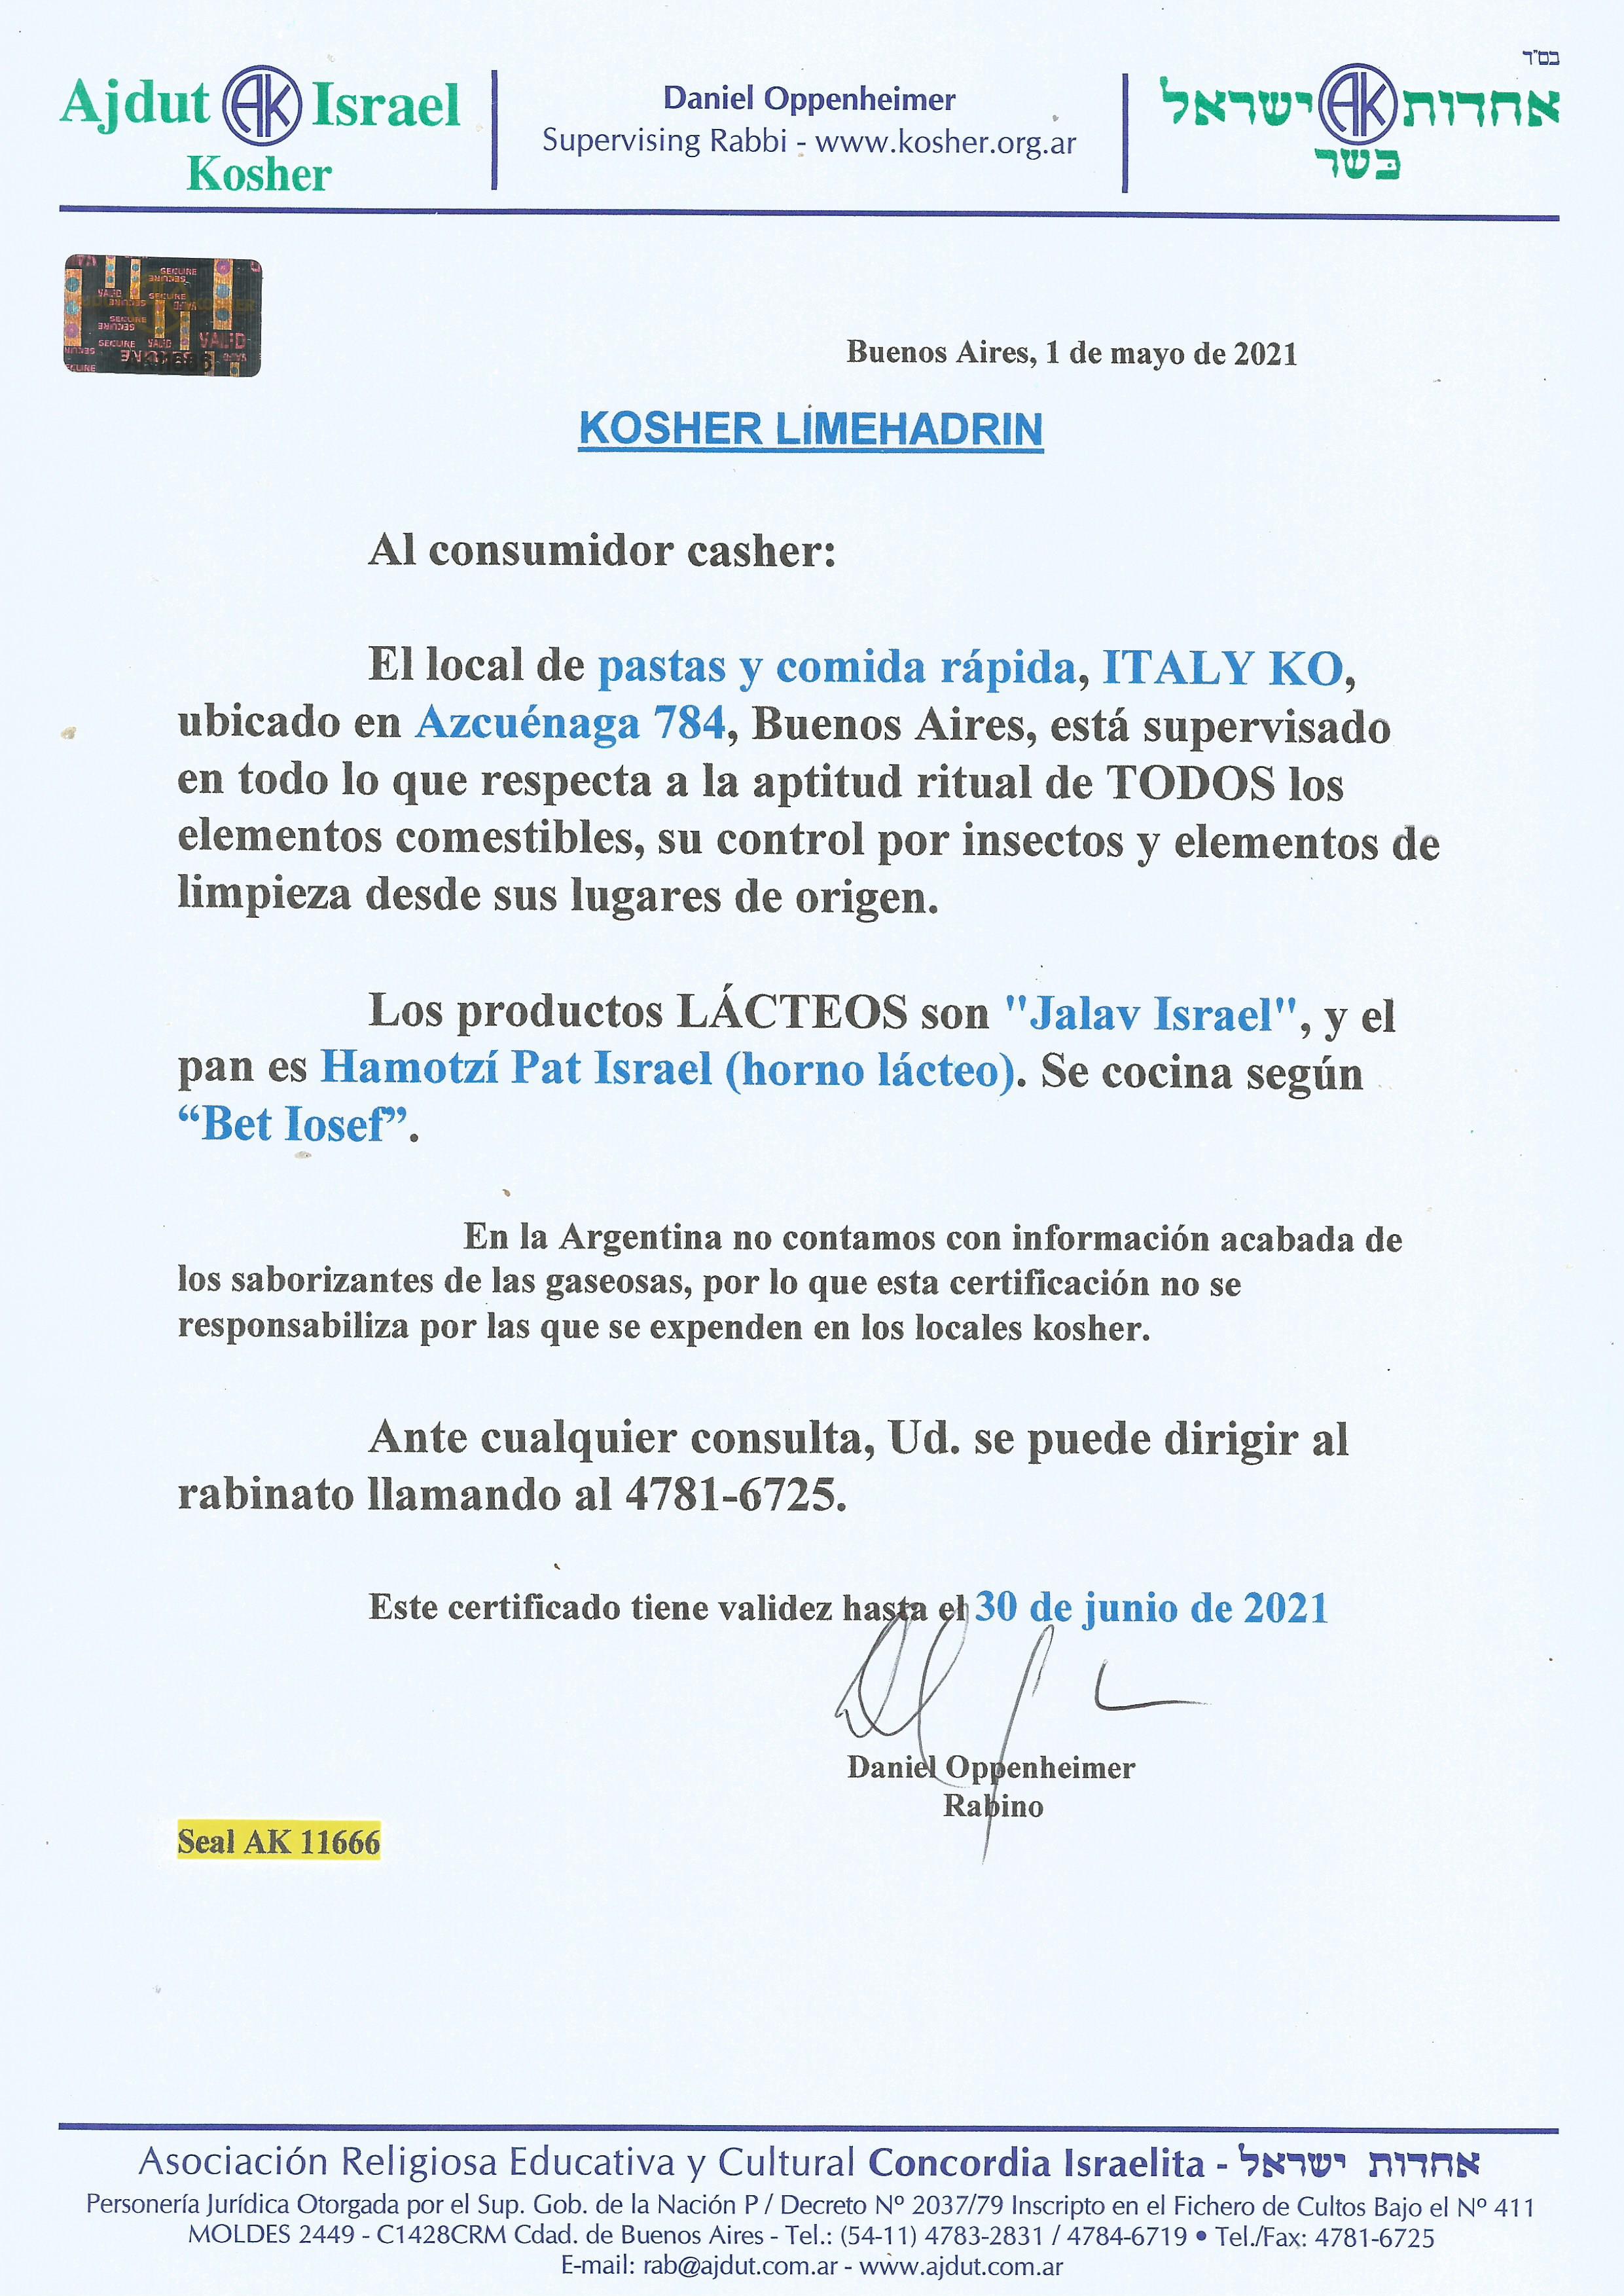 בס"ד
Ajdut AK Israel
Kosher
Daniel Oppenheimer
Supervising Rabbi - www.kosher.org.ar
אחדות AK ישראל
כשר
SECURE
VALID
Buenos Aires, 1 de mayo de 2021
KOSHER LIMEHADRIN
Al consumidor casher:
El local de pastas y comida rápida, ITALY KO,
ubicado en Azcuénaga 784, Buenos Aires, está supervisado
en todo lo que respecta a la aptitud ritual de TODOS los
elementos comestibles, su control por insectos y elementos de
limpieza desde sus lugares de origen.
Los productos LÁCTEOS son "Jalav Israel", y el
pan es Hamotzí Pat Israel (horno lácteo). Se cocina según
“Bet Iosef”.
En la Argentina no contamos con información acabada de
los saborizantes de las gaseosas, por lo que esta certificación no se
responsabiliza por las que se expenden en los locales kosher.
Ante cualquier consulta, Ud. se puede dirigir al
rabinato llamando al 4781-6725.
Este certificado tiene validez hasta el 30 de junio de 2021
Daniel Oppenheimer
Rabino
Seal AK 11666
Asociación Religiosa Educativa y Cultural Concordia Israelita - אחדות ישראל
Personería Jurídica Otorgada por el Sup. Gob. de la Nación P / Decreto Nº 2037/79 Inscripto en el Fichero de Cultos Bajo el Nº 411
MOLDES 2449 - C1428CRM Cdad. de Buenos Aires - Tel.: (54-11) 4783-2831 / 4784-6719 • Tel./Fax: 4781-6725
E-mail: rab@ajdut.com.ar - www.ajdut.com.ar